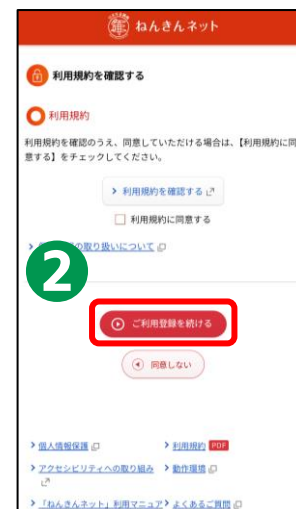 ねんきんネット
利用規約を確認する
利用規約
利用規約を確認のうえ、同意していただける場合は、【利用規約に同
意する】をチェックしてください。
利用規約を確認する
利用規約に同意する
の取り扱いについて
2
ご利用登録を続ける
同意しない
個人情報保護
利用規約 PDF
アクセシビリティへの取り組み
動作環境
「ねんきんネット」利用マニュア
よくあるご質問